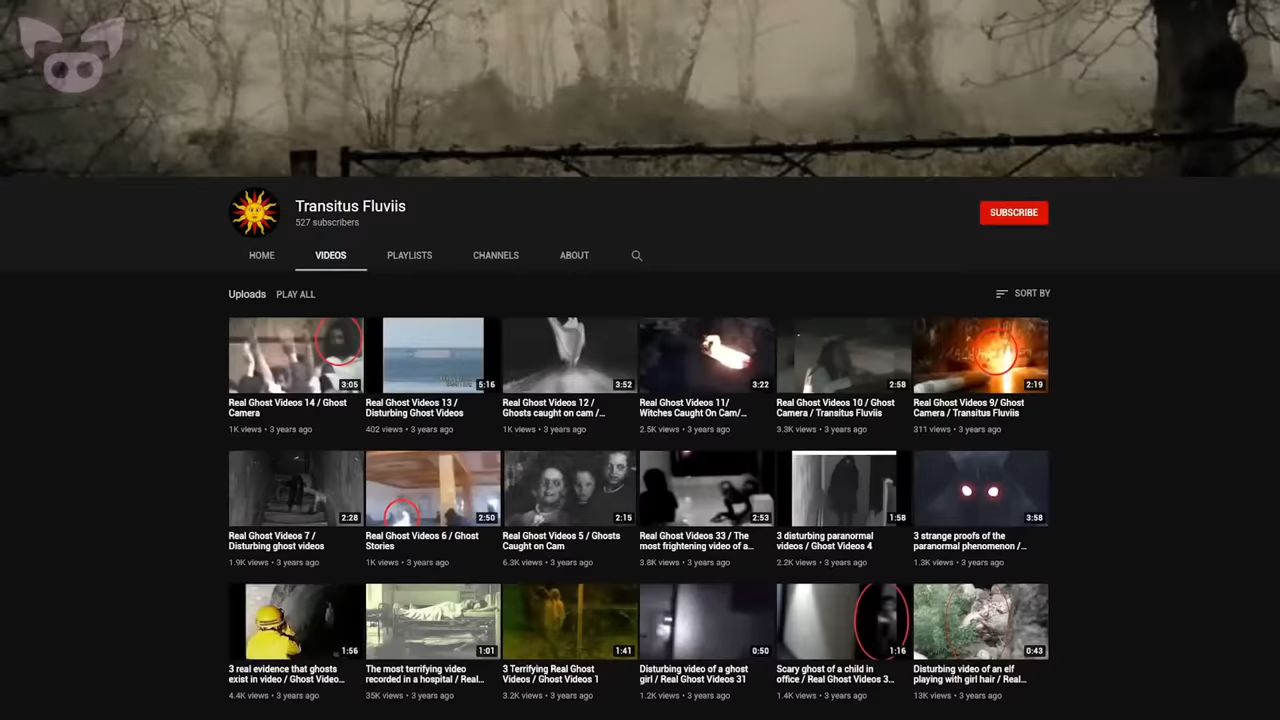 Transitus Fluviis
527 subscribers
SUBSCRIBE
HOME VIDEOS PLAYLISTS CHANNELS ABOUT
Uploads PLAY ALL SORT BY
3:05 5:16 3:52 3:22 2:58 2:19
Real Ghost Videos 14 / Ghost
Camera
1K views • 3 years ago
Real Ghost Videos 13 /
Disturbing Ghost Videos
402 views • 3 years ago
Real Ghost Videos 12 /
Ghosts caught on cam /...
1K views • 3 years ago
Real Ghost Videos 11/
Witches Caught On Cam/...
2.5K views • 3 years ago
Real Ghost Videos 10 / Ghost
Camera / Transitus Fluviis
3.3K views • 3 years ago
Real Ghost Videos 9/ Ghost
Camera / Transitus Fluviis
311 views • 3 years ago
2:28 2:50 2:15 2:53 1:58 3:58
Real Ghost Videos 7 /
Disturbing ghost videos
1.9K views • 3 years ago
Real Ghost Videos 6 / Ghost
Stories
1K views • 3 years ago
Real Ghost Videos 5 / Ghosts
Caught on Cam
6.3K views • 3 years ago
Real Ghost Videos 33 / The
most frightening video of a...
3.8K views • 3 years ago
3 disturbing paranormal
videos / Ghost Videos 4
2.2K views • 3 years ago
3 strange proofs of the
paranormal phenomenon /...
1.3K views • 3 years ago
1:56 1:01 1:41 0:50 1:16 0:43
3 real evidence that ghosts
exist in video / Ghost Video...
4.4K views • 3 years ago
The most terrifying video
recorded in a hospital / Real...
35K views • 3 years ago
3 Terrifying Real Ghost
Videos / Ghost Videos 1
3.2K views • 3 years ago
Disturbing video of a ghost
girl / Real Ghost Videos 31
1.2K views • 3 years ago
Scary ghost of a child in
office / Real Ghost Videos 3...
1.4K views • 3 years ago
Disturbing video of an elf
playing with girl hair / Real...
13K views • 3 years ago